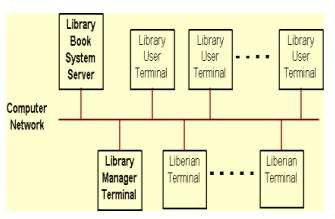 Library
Book
System
Server
Library
User
Terminal
Library
User
Terminal
Library
User
Terminal
Computer
Network
Library
Manager
Terminal
Liberian
Terminal
Liberian
Terminal